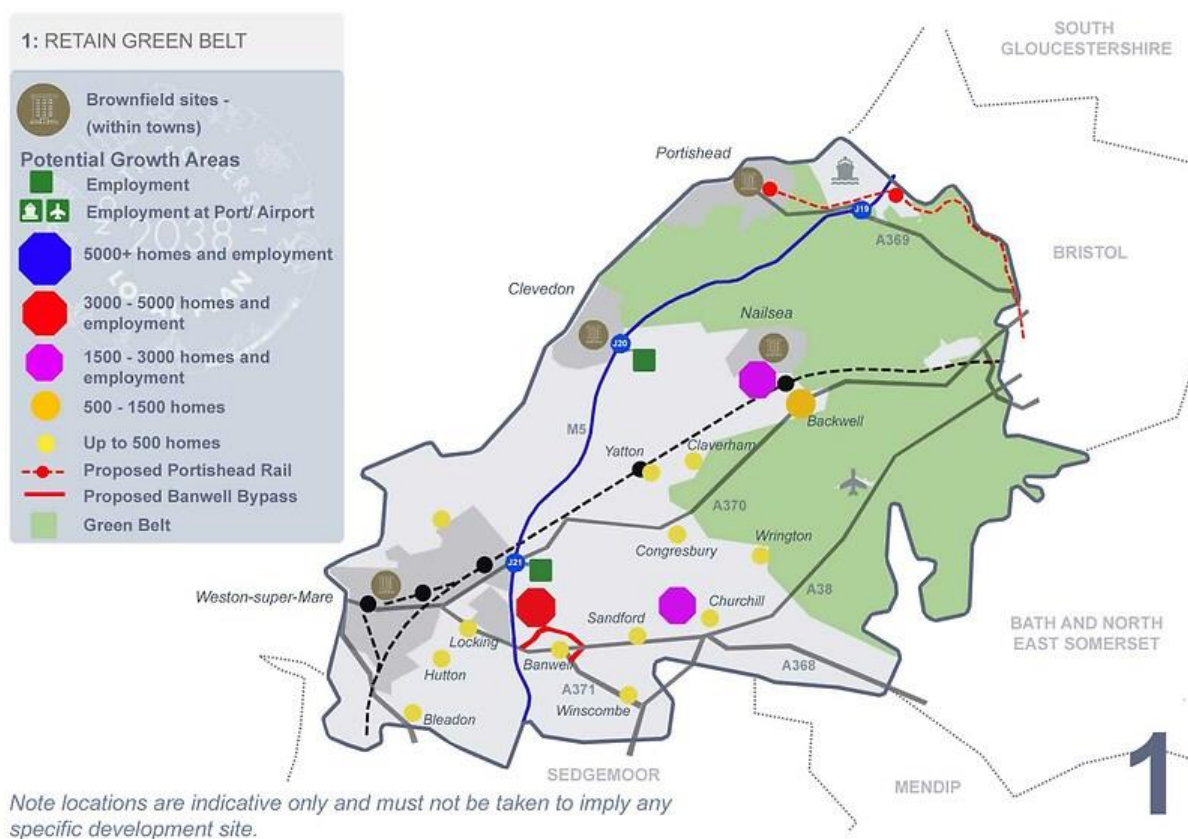 1: RETAIN GREEN BELT
Brownfield sites -
(within towns)
Potential Growth Areas
Employment
Employment at Port/ Airport
5000+ homes and employment
3000 - 5000 homes and
employment
1500 - 3000 homes and
employment
500 - 1500 homes
Up to 500 homes
Proposed Portishead Rail
Proposed Banwell Bypass
Green Belt
2038
LOCAL PLAN
SOUTH
GLOUCESTERSHIRE
Portishead
J19
A369
BRISTOL
Clevedon
Nailsea
J20
M5
Backwell
Yatton
Claverham
A370
Congresbury
Wrington
J21
Weston-super-Mare
A38
Sandford
Churchill
Locking
Banwell
Hutton
A368
A371
Winscombe
Bleadon
BATH AND NORTH
EAST SOMERSET
SEDGEMOOR
MENDIP
1
Note locations are indicative only and must not be taken to imply any
specific development site.